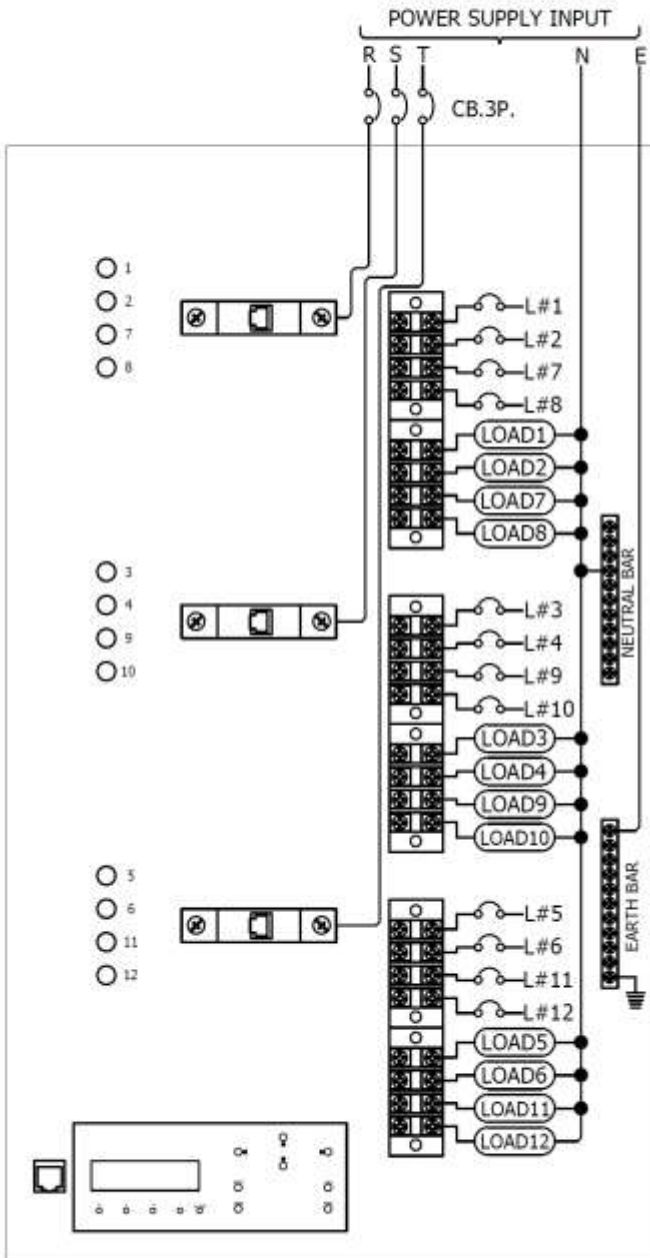 POWER SUPPLY INPUT
R S T N E
CB.3P.
1
2
7
8
L#1
L#2
L#7
L#8
LOAD1
LOAD2
LOAD7
LOAD8
NEUTRAL BAR
3
4
9
10
L#3
L#4
L#9
L#10
LOAD3
LOAD4
LOAD9
LOAD10
EARTH BAR
5
6
11
12
L#5
L#6
L#11
L#12
LOAD5
LOAD6
LOAD11
LOAD12